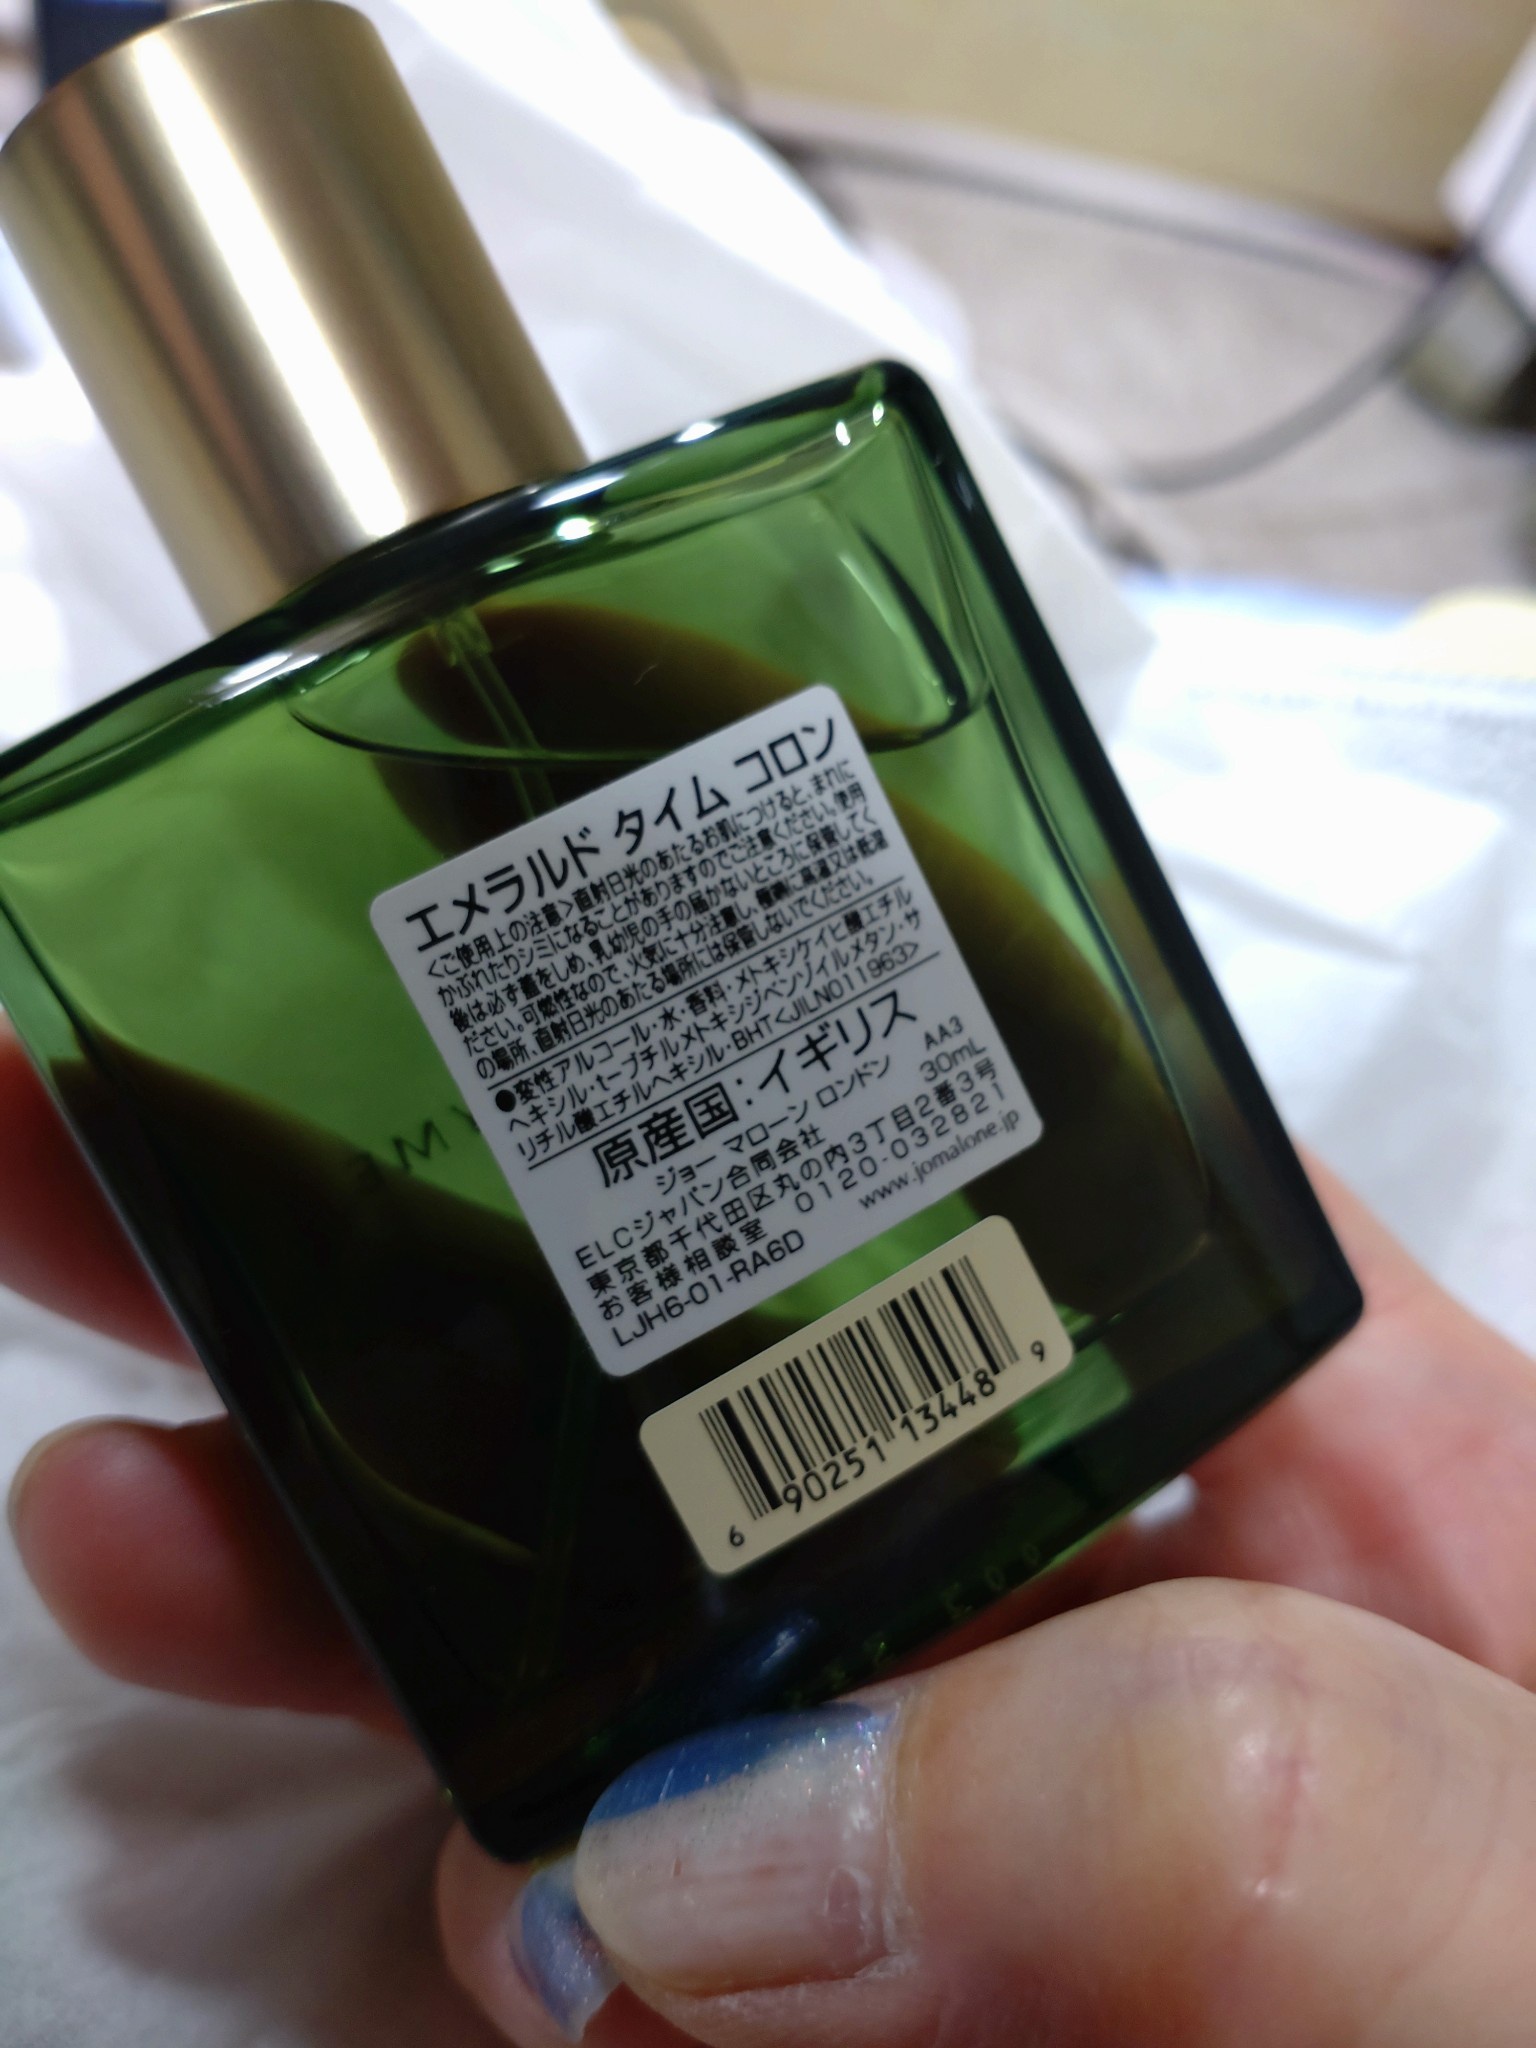 エメラルド タイム コロン
<ご使用上の注意>直射日光のあたるお肌につけると、まれに
かぶれたりシミになることがありますのでご注意ください。使用
後は必ず蓋をしめ、乳幼児の手の届かないところに保管してく
ださい。可燃性なので、火気に十分注意し、極端に高温又は低温
の場所、直射日光のあたる場所には保管しないでください。
●変性アルコール・水・香料・メトキシケイヒ酸エチル
ヘキシル・t-ブチルメトキシジベンゾイルメタン・サ
リチル酸エチルヘキシル・BHT<JILN011963>
原産国：イギリス
AA3
ジョー マローン ロンドン 30mL
ELCジャパン合同会社
東京都千代田区丸の内3丁目2番3号
お客様相談室 0120-032821
LJH6-01-RA6D www.jomalone.jp
6 90251 13448 9